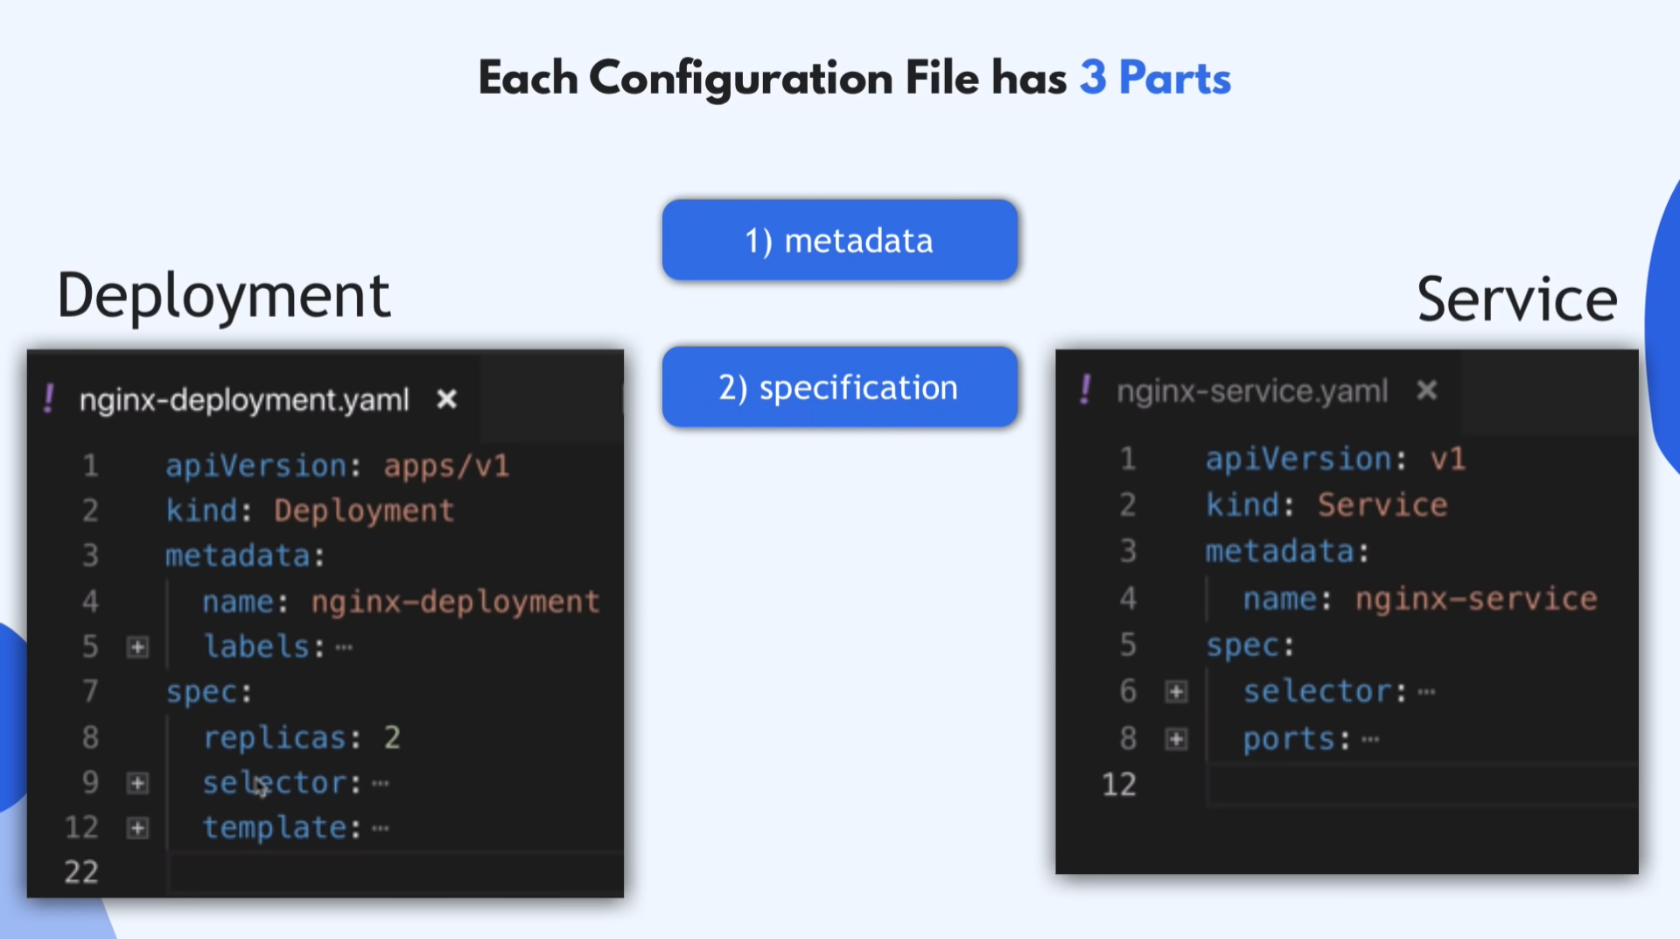 Each Configuration File has 3 Parts
1) metadata
2) specification
Deployment
! nginx-deployment.yaml ×
1 apiVersion: apps/v1
2 kind: Deployment
3 metadata:
4 name: nginx-deployment
5 labels:…
7 spec:
8 replicas: 2
9 selector:…
12 template:…
22
Service
! nginx-service.yaml ×
1 apiVersion: v1
2 kind: Service
3 metadata:
4 name: nginx-service
5 spec:
6 selector:…
8 ports:…
12